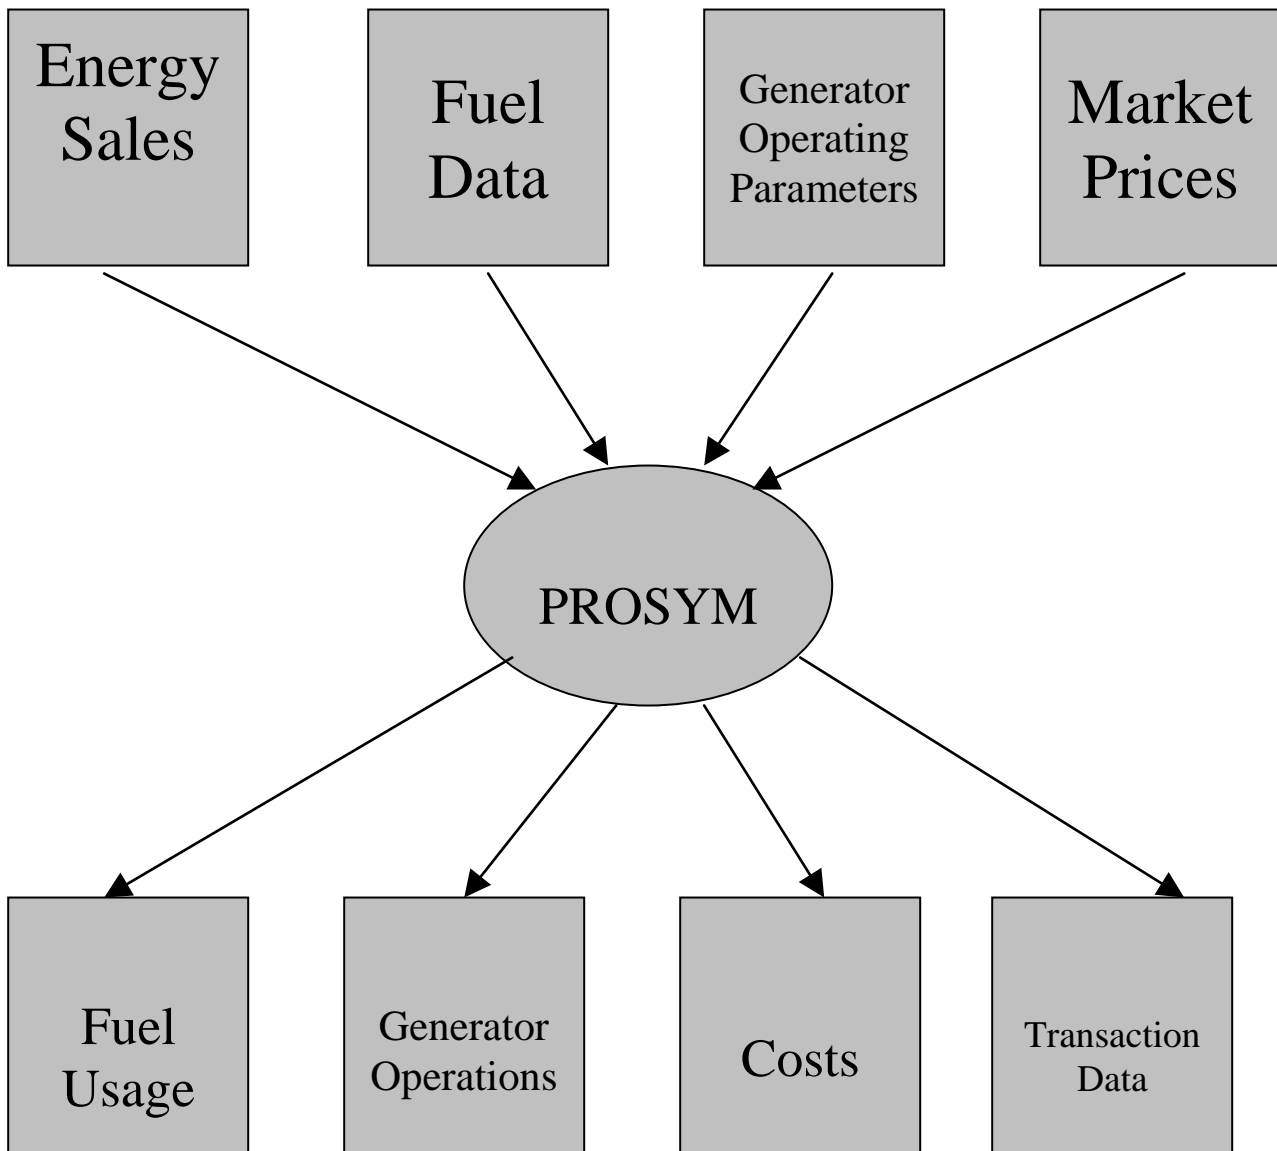 Energy
Sales
Fuel
Data
Generator
Operating
Parameters
Market
Prices
PROSYM
Fuel
Usage
Generator
Operations
Costs
Transaction
Data